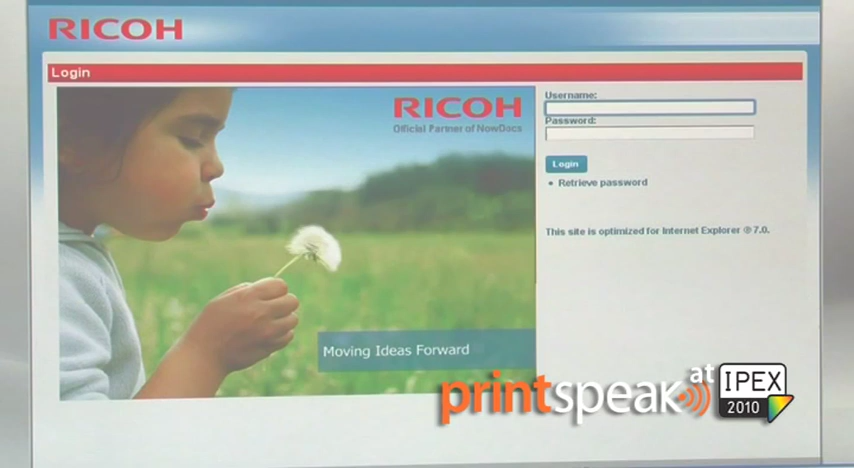 RICOH
Login
RICOH
Official Partner of NowDocs
Moving Ideas Forward
Username:
Password:
Login
• Retrieve password
This site is optimized for Internet Explorer ® 7.0.
printspeak at IPEX
2010